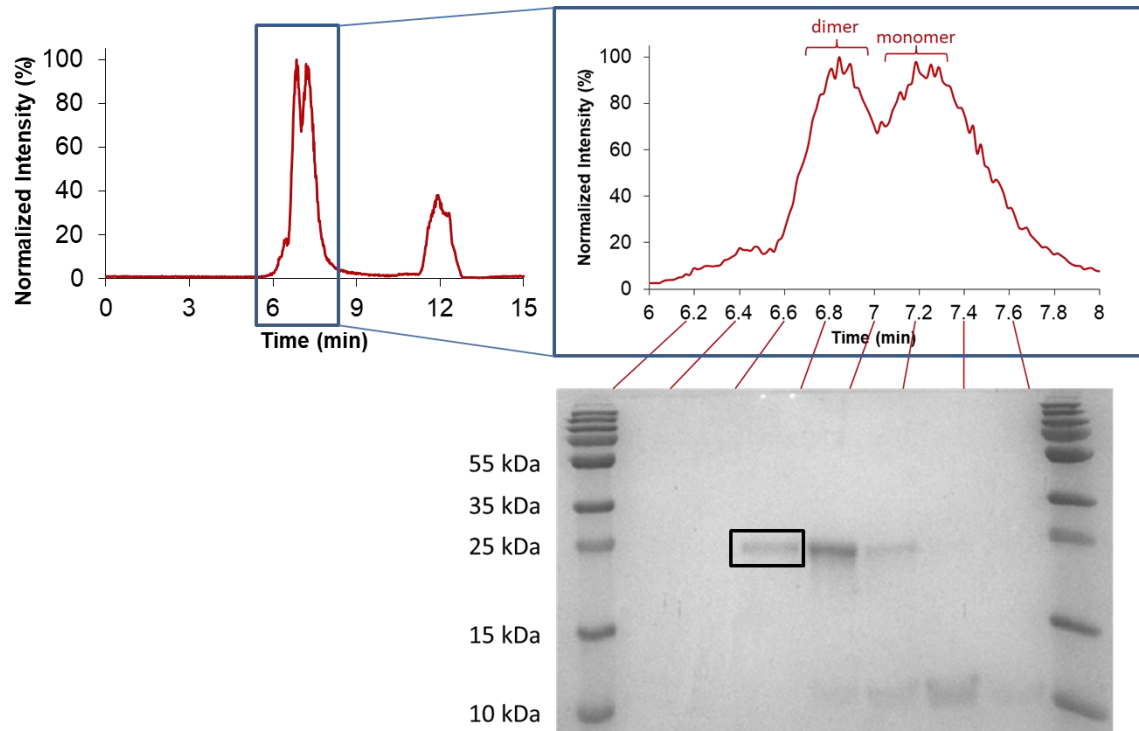 Normalized Intensity (%)
100
80
60
40
20
0
0 3 6 9 12 15
Time (min)
dimer
monomer
Normalized Intensity (%)
100
80
60
40
20
0
6 6.2 6.4 6.6 6.8 7 7.2 7.4 7.6 7.8 8
Time (min)
55 kDa
35 kDa
25 kDa
15 kDa
10 kDa